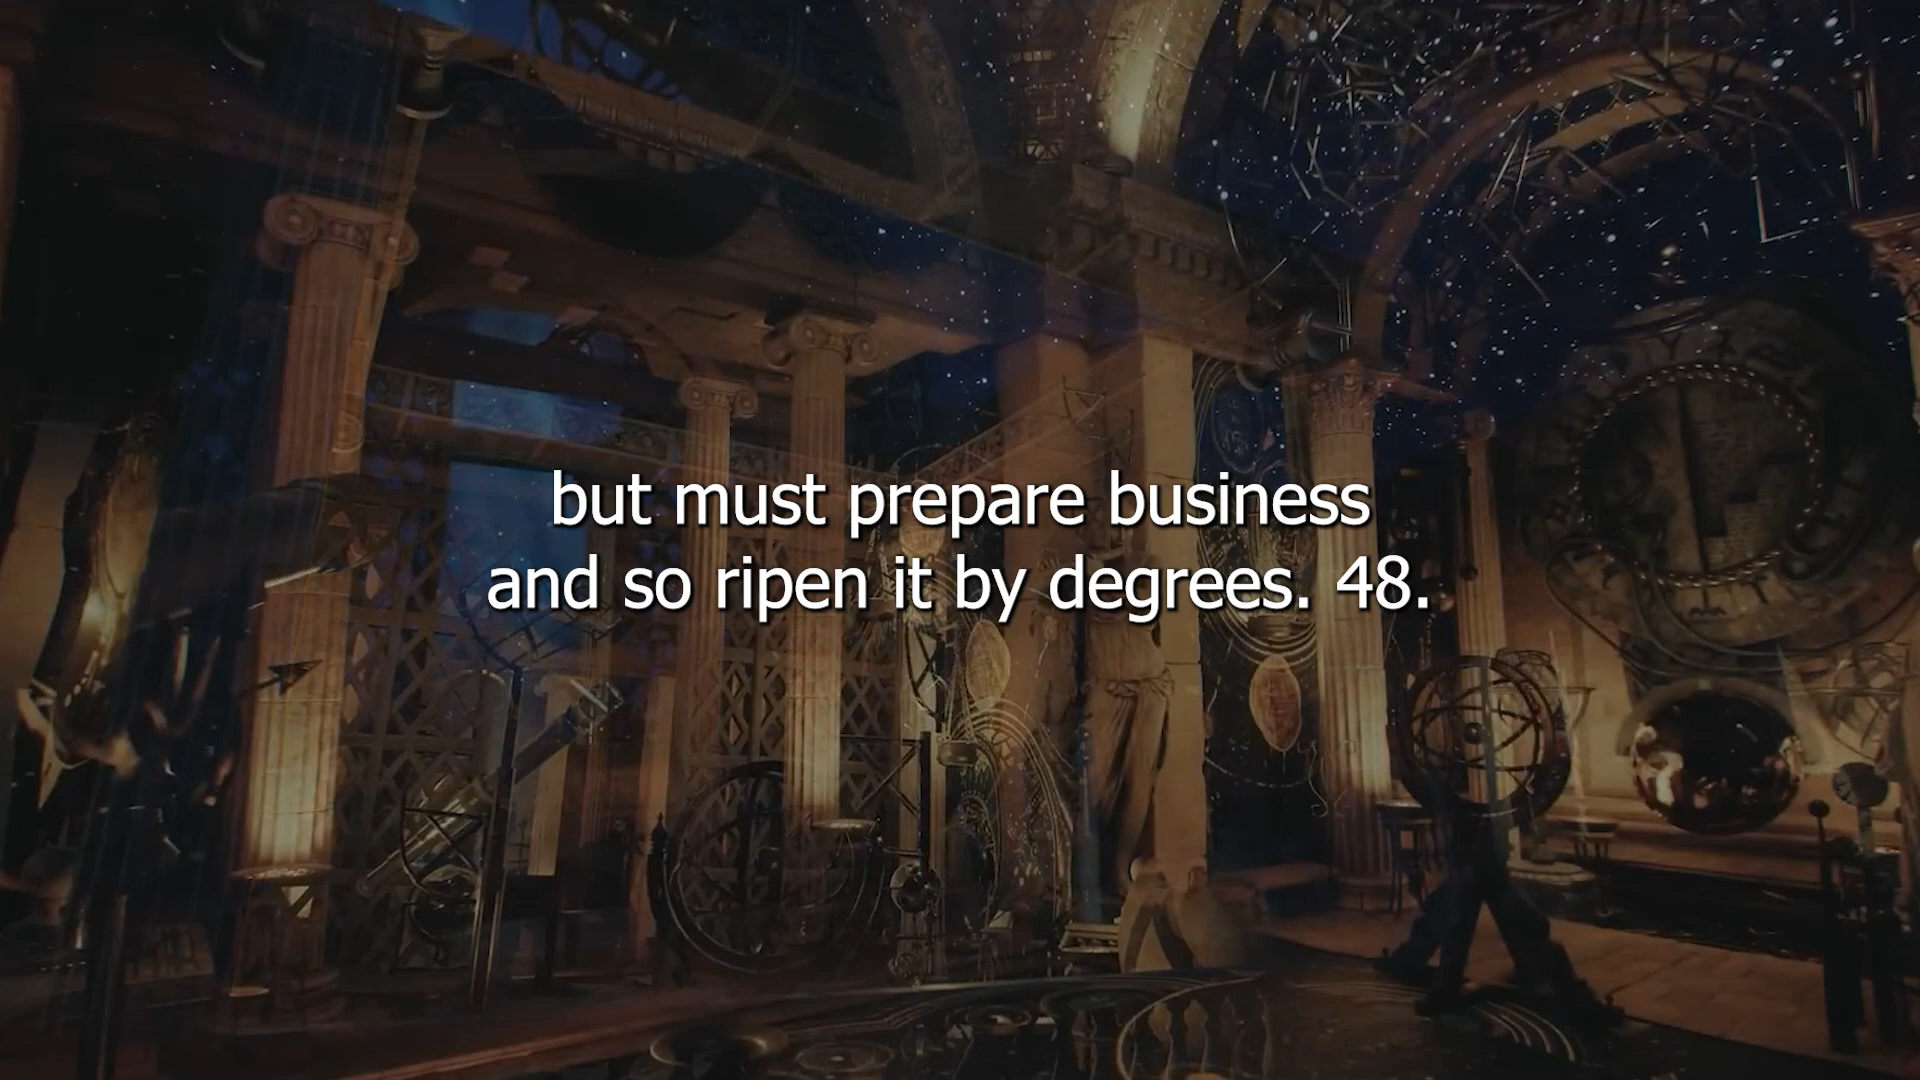 but must prepare business
and so ripen it by degrees. 48.